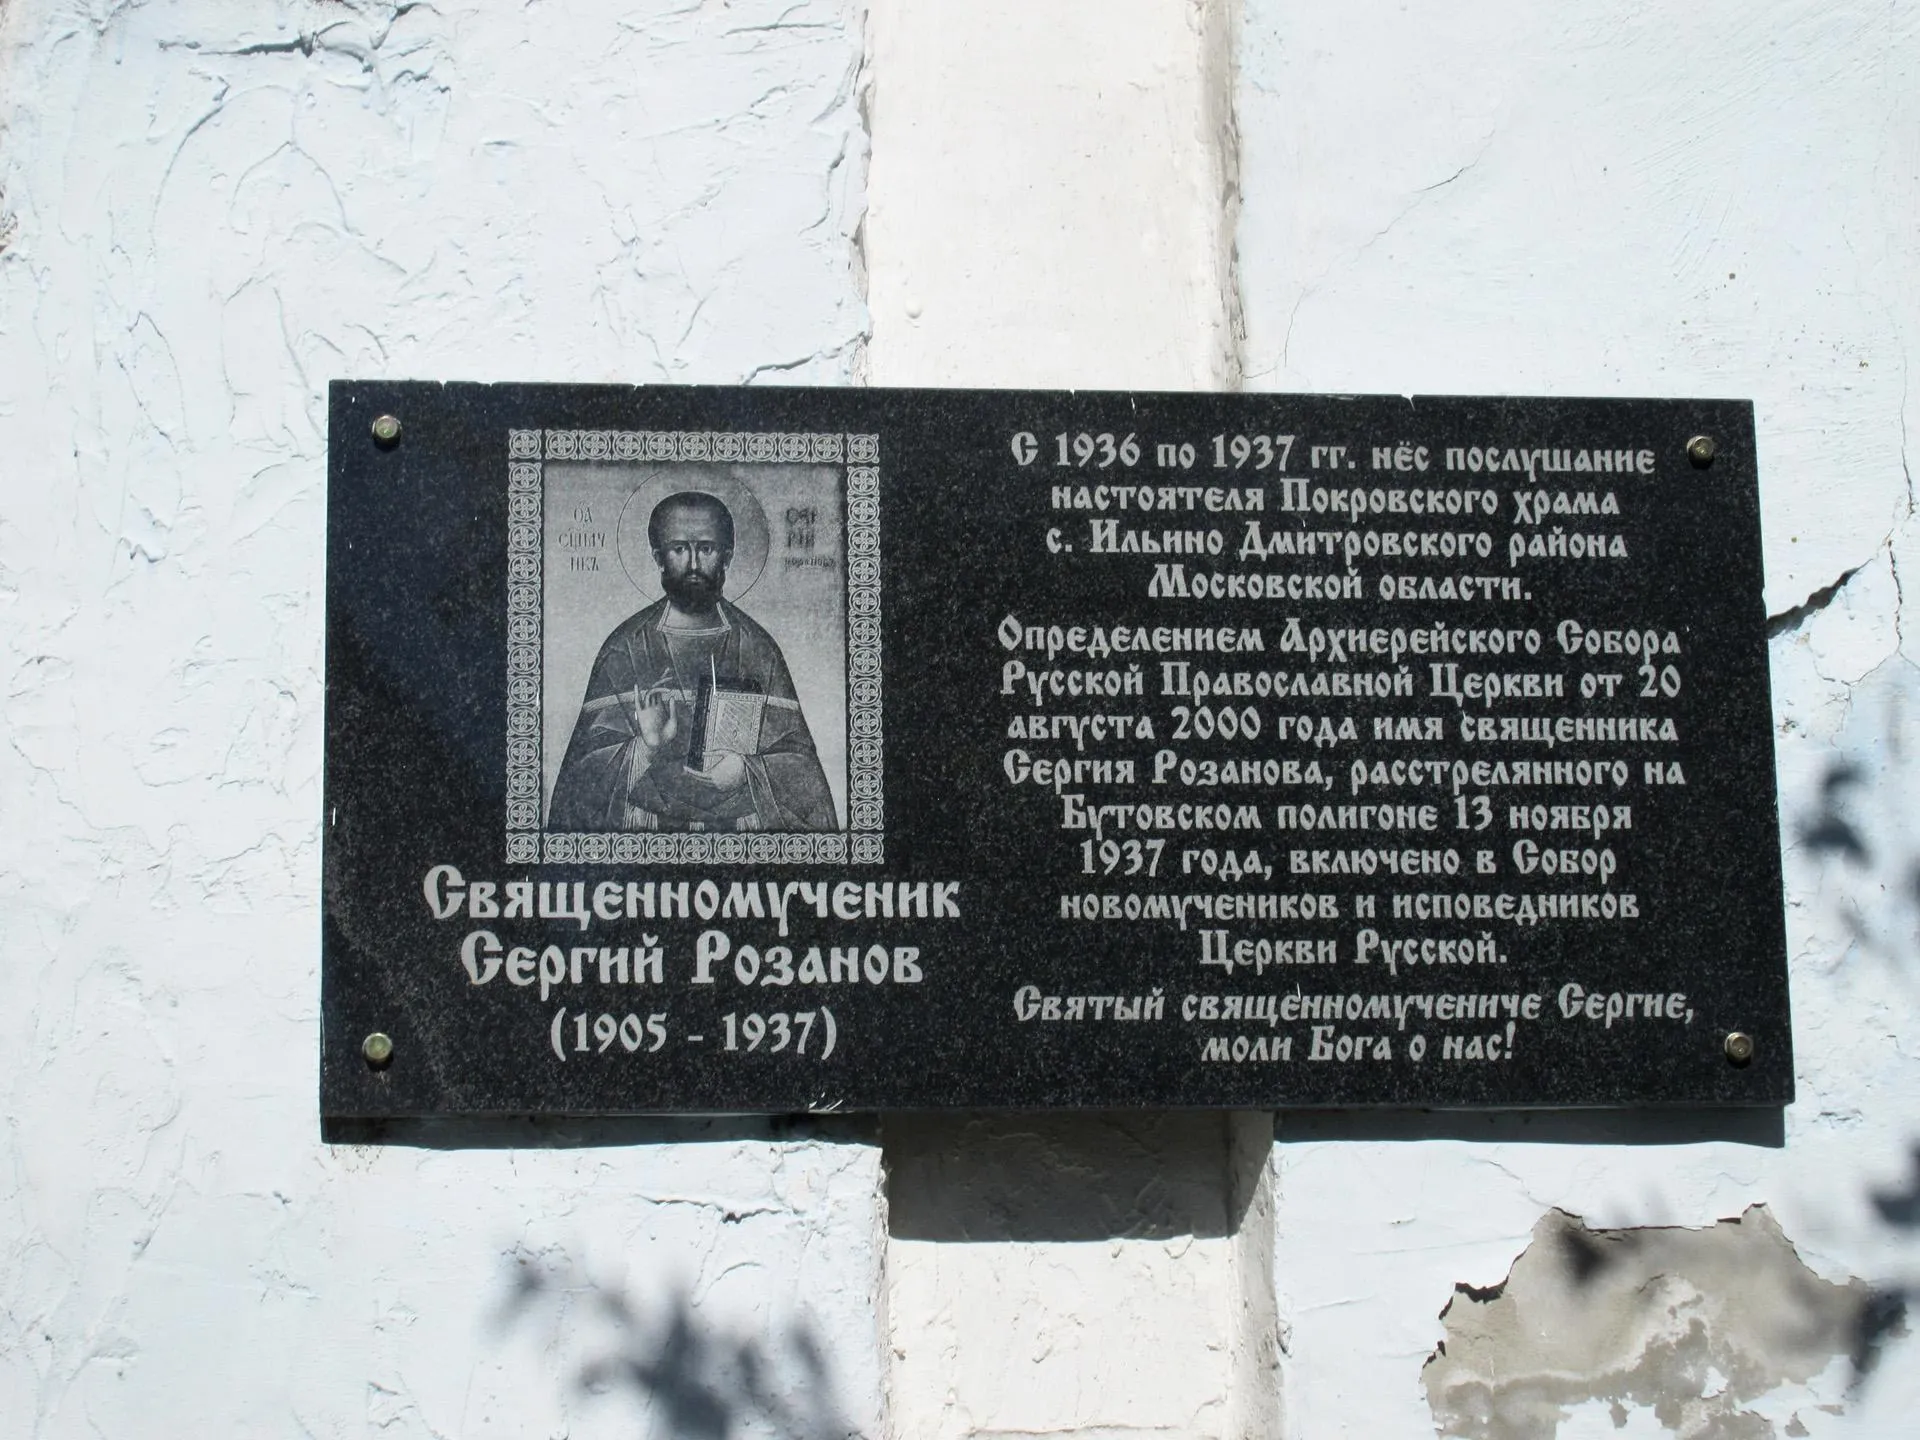 Священномученик
Сергий Розанов
(1905 - 1937)
С 1936 по 1937 гг. нёс послушание
настоятеля Покровского храма
с. Ильино Дмитровского района
Московской области.
Определением Архиерейского Собора
Русской Православной Церкви от 20
августа 2000 года имя священника
Сергия Розанова, расстрелянного на
Бутовском полигоне 13 ноября
1937 года, включено в Собор
новомучеников и исповедников
Церкви Русской.
Святый священномучениче Сергие,
моли Бога о нас!